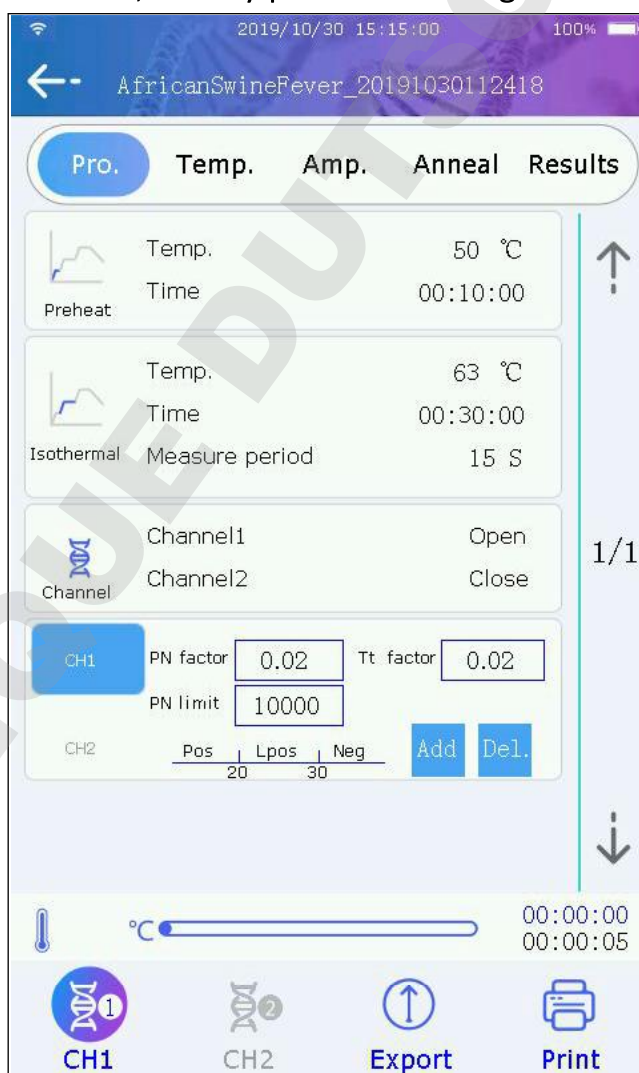 2019/10/30 15:15:00 100%
AfricanSwineFever_20191030112418
Pro. Temp. Amp. Anneal Results
Temp. 50 ℃
Time 00:10:00
Preheat
Temp. 63 ℃
Time 00:30:00
Isothermal Measure period 15 S
Channel1 Open
Channel2 Close
Channel
1/1
CH1 PN factor 0.02 Tt factor 0.02
PN limit 10000
CH2 Pos Lpos Neg Add Del.
20 30
℃ 00:00:00
00:00:05
1 2
CH1 CH2 Export Print